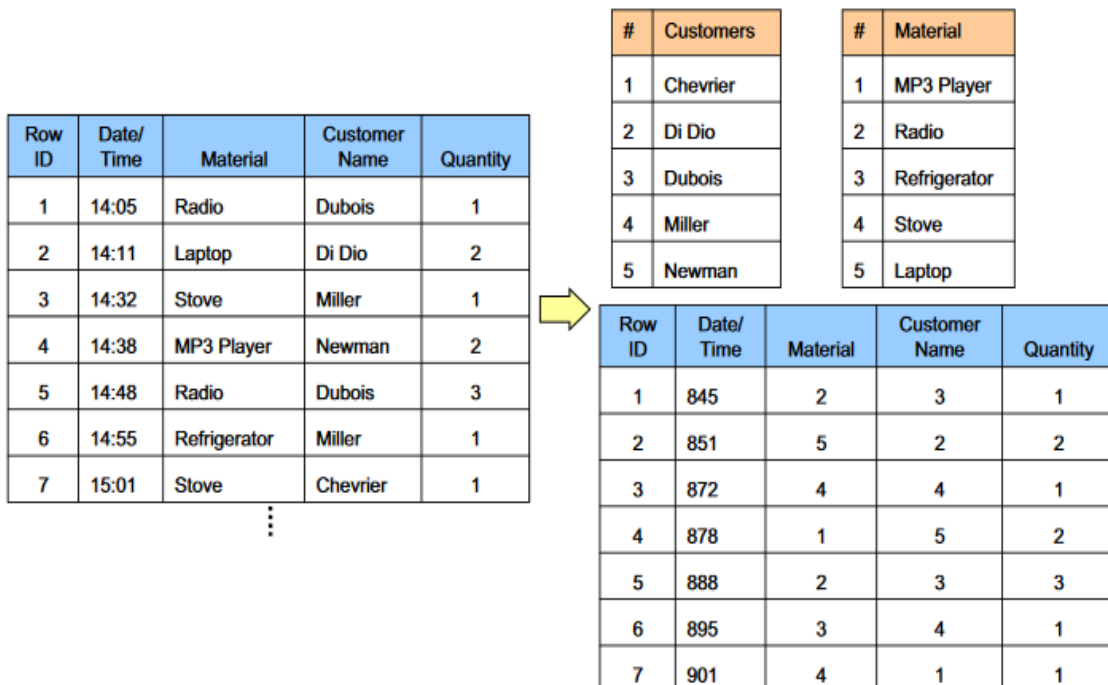 Row ID Date/ Time Material Customer Name Quantity
1 14:05 Radio Dubois 1
2 14:11 Laptop Di Dio 2
3 14:32 Stove Miller 1
4 14:38 MP3 Player Newman 2
5 14:48 Radio Dubois 3
6 14:55 Refrigerator Miller 1
7 15:01 Stove Chevrier 1
# Customers
1 Chevrier
2 Di Dio
3 Dubois
4 Miller
5 Newman
# Material
1 MP3 Player
2 Radio
3 Refrigerator
4 Stove
5 Laptop
Row ID Date/ Time Material Customer Name Quantity
1 845 2 3 1
2 851 5 2 2
3 872 4 4 1
4 878 1 5 2
5 888 2 3 3
6 895 3 4 1
7 901 4 1 1